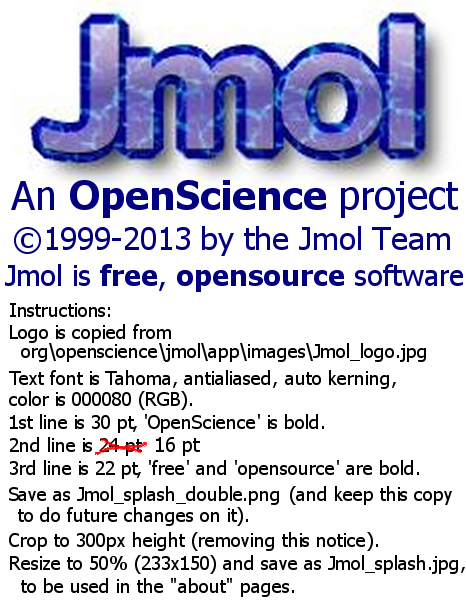 Jmol
An OpenScience project
©1999-2013 by the Jmol Team
Jmol is free, opensource software
Instructions:
Logo is copied from
org\openscience\jmol\app\images\Jmol_logo.jpg
Text font is Tahoma, antialiased, auto kerning,
color is 000080 (RGB).
1st line is 30 pt, 'OpenScience' is bold.
2nd line is 24 pt 16 pt
3rd line is 22 pt, 'free' and 'opensource' are bold.
Save as Jmol_splash_double.png (and keep this copy
to do future changes on it).
Crop to 300px height (removing this notice).
Resize to 50% (233x150) and save as Jmol_splash.jpg,
to be used in the "about" pages.